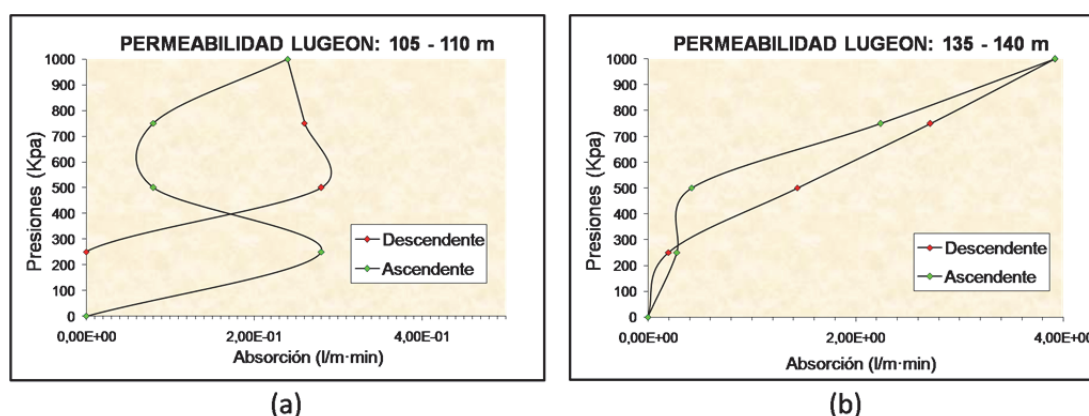 PERMEABILIDAD LUGEON: 105 - 110 m
Presiones (Kpa)
1000
900
800
700
600
500
400
300
200
100
0
Descendente
Ascendente
0,00E+00 2,00E-01 4,00E-01
Absorción (l/m·min)
(a)
PERMEABILIDAD LUGEON: 135 - 140 m
Presiones (Kpa)
1000
900
800
700
600
500
400
300
200
100
0
Descendente
Ascendente
0,00E+00 2,00E+00 4,00E+00
Absorción (l/m·min)
(b)